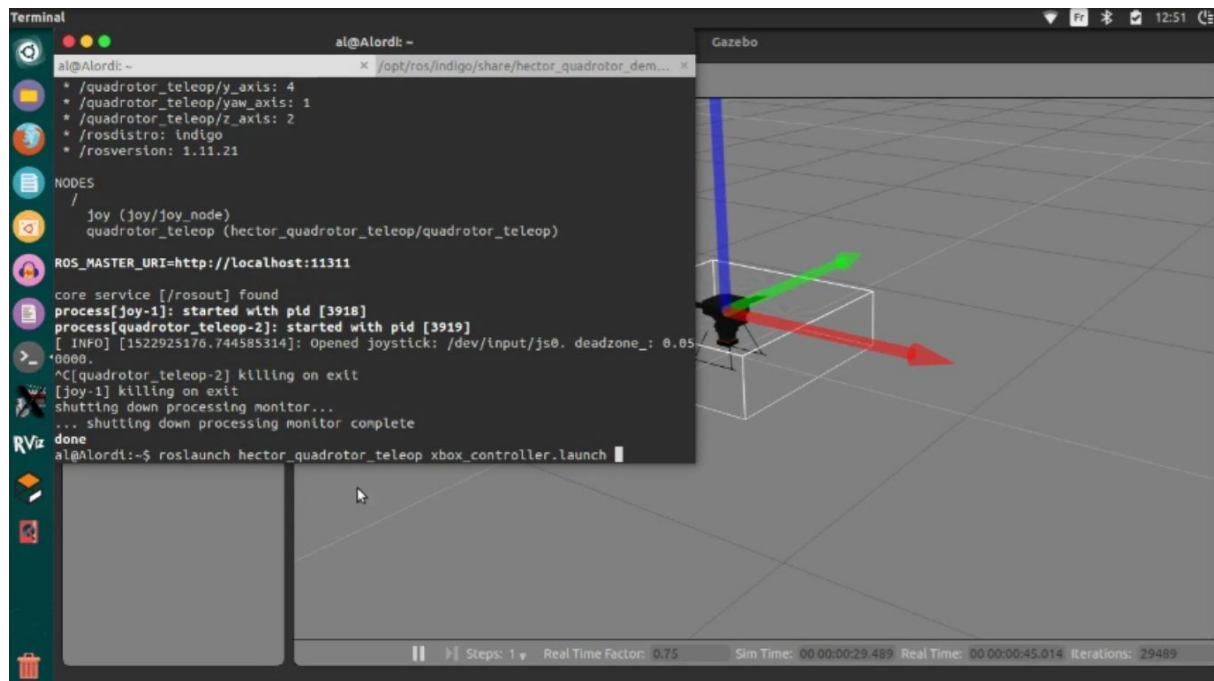 Terminal
Fr
12:51
al@Alordi: ~
Gazebo
al@Alordi: ~ × /opt/ros/indigo/share/hector_quadrotor_dem... ×
* /quadrotor_teleop/y_axis: 4
* /quadrotor_teleop/yaw_axis: 1
* /quadrotor_teleop/z_axis: 2
* /rosdistro: indigo
* /rosversion: 1.11.21
NODES
/
joy (joy/joy_node)
quadrotor_teleop (hector_quadrotor_teleop/quadrotor_teleop)
ROS_MASTER_URI=http://localhost:11311
core service [/rosout] found
process[joy-1]: started with pid [3918]
process[quadrotor_teleop-2]: started with pid [3919]
[ INFO] [1522925176.744585314]: Opened joystick: /dev/input/js0. deadzone_: 0.05
0000.
^C[quadrotor_teleop-2] killing on exit
[joy-1] killing on exit
shutting down processing monitor...
... shutting down processing monitor complete
done
al@Alordi:~$ roslaunch hector_quadrotor_teleop xbox_controller.launch
RViz
Steps: 1 Real Time Factor: 0.75 Sim Time: 00 00:00:29.489 Real Time: 00 00:00:45.014 Iterations: 29489